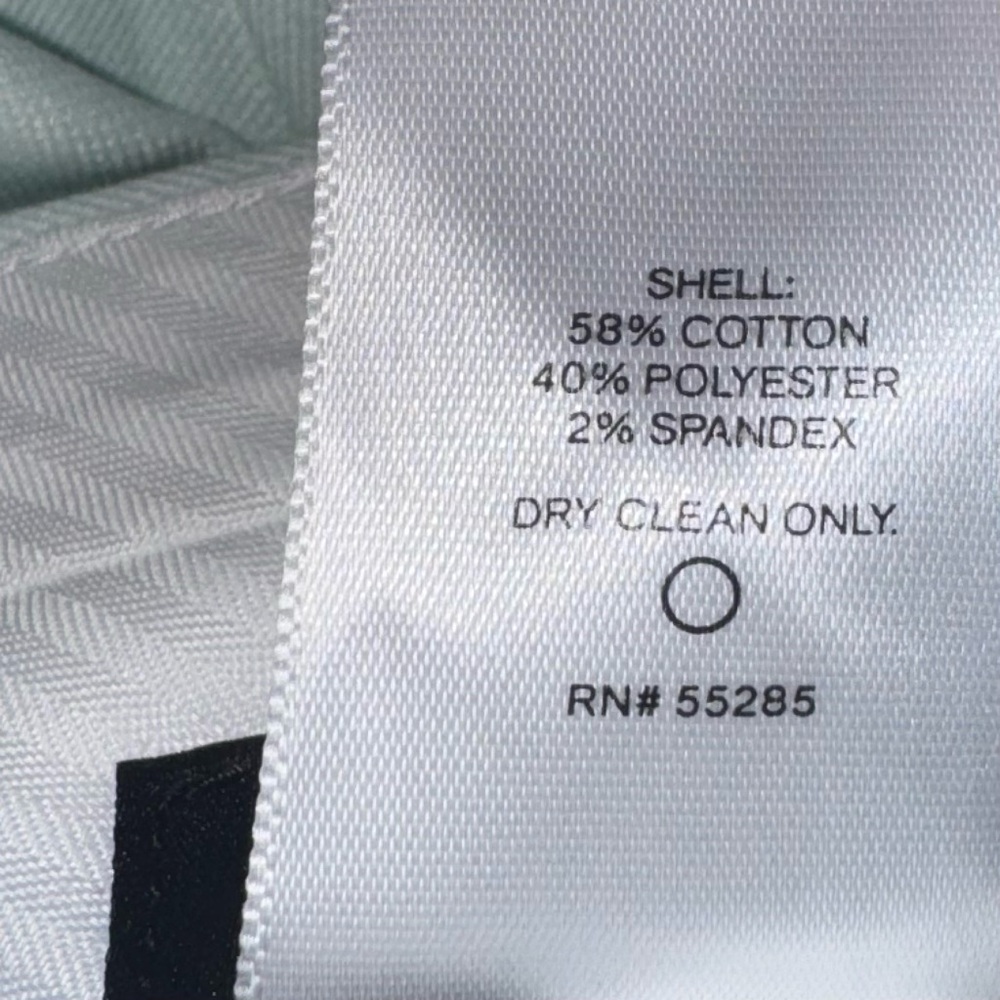 SHELL:
58% COTTON
40% POLYESTER
2% SPANDEX
DRY CLEAN ONLY.
RN# 55285